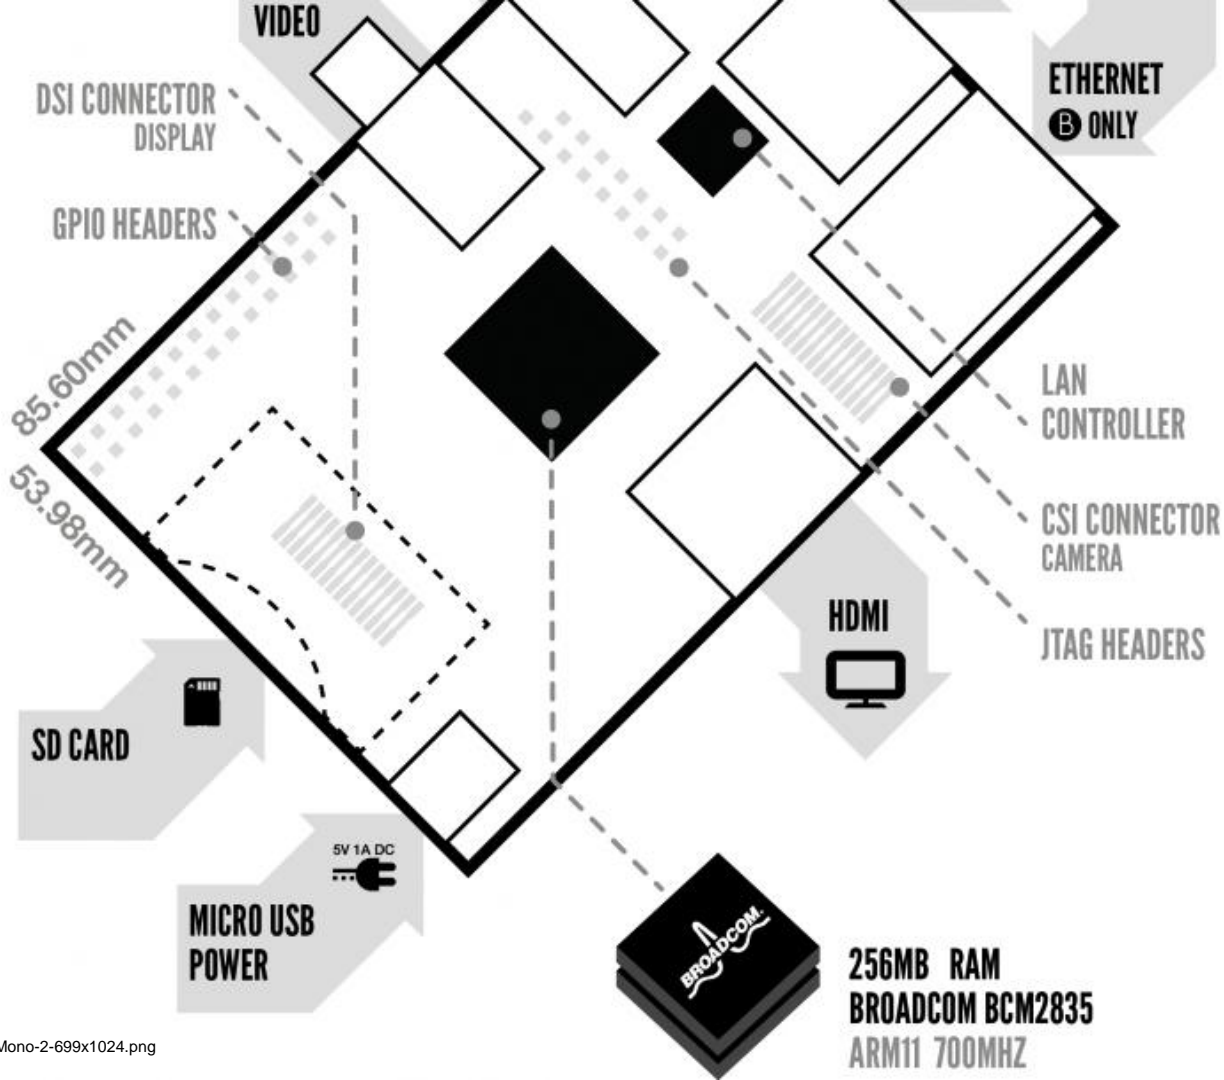 VIDEO
DSI CONNECTOR
DISPLAY
GPIO HEADERS
ETHERNET
B ONLY
85.60mm
53.98mm
LAN
CONTROLLER
CSI CONNECTOR
CAMERA
JTAG HEADERS
HDMI
SD CARD
5V 1A DC
MICRO USB
POWER
BROADCOM.
256MB RAM
BROADCOM BCM2835
ARM11 700MHZ
Mono-2-699x1024.png